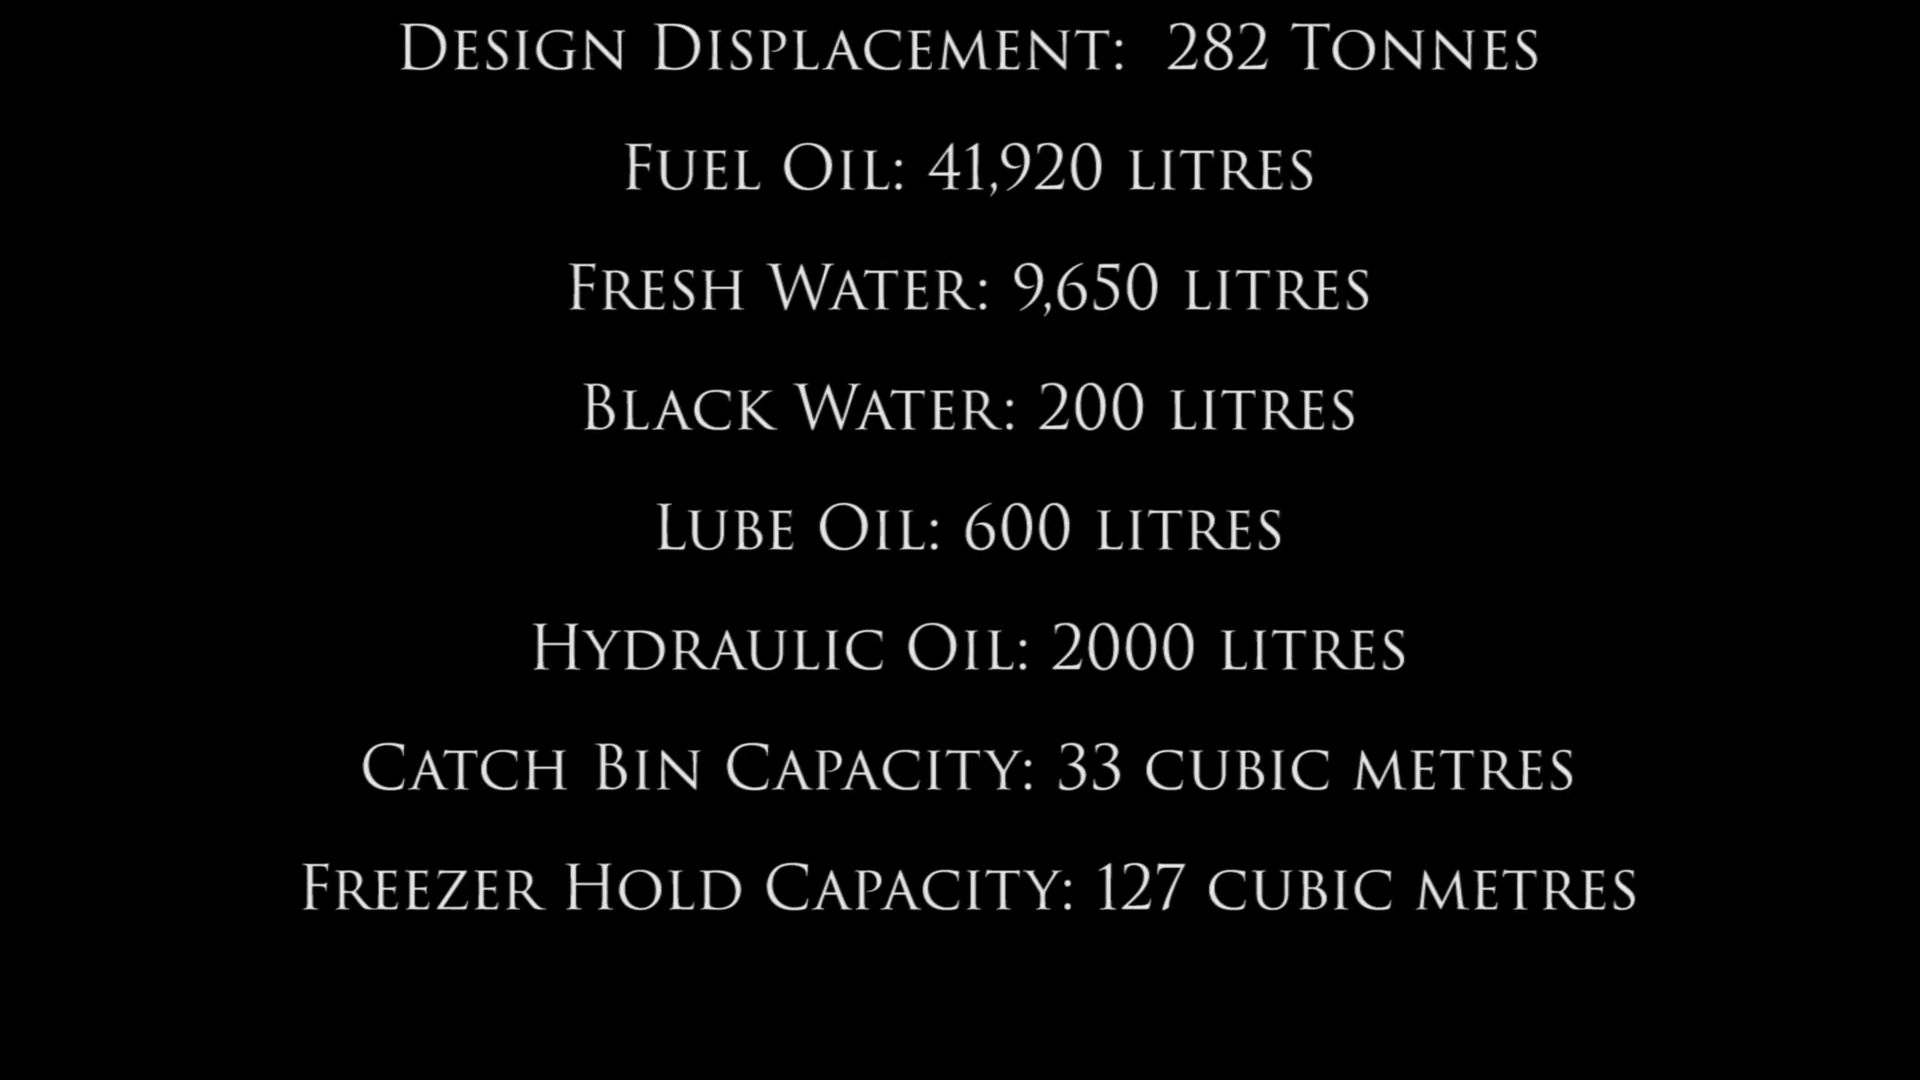 Design Displacement: 282 Tonnes
Fuel Oil: 41,920 litres
Fresh Water: 9,650 litres
Black Water: 200 litres
Lube Oil: 600 litres
Hydraulic Oil: 2000 litres
Catch Bin Capacity: 33 cubic metres
Freezer Hold Capacity: 127 cubic metres